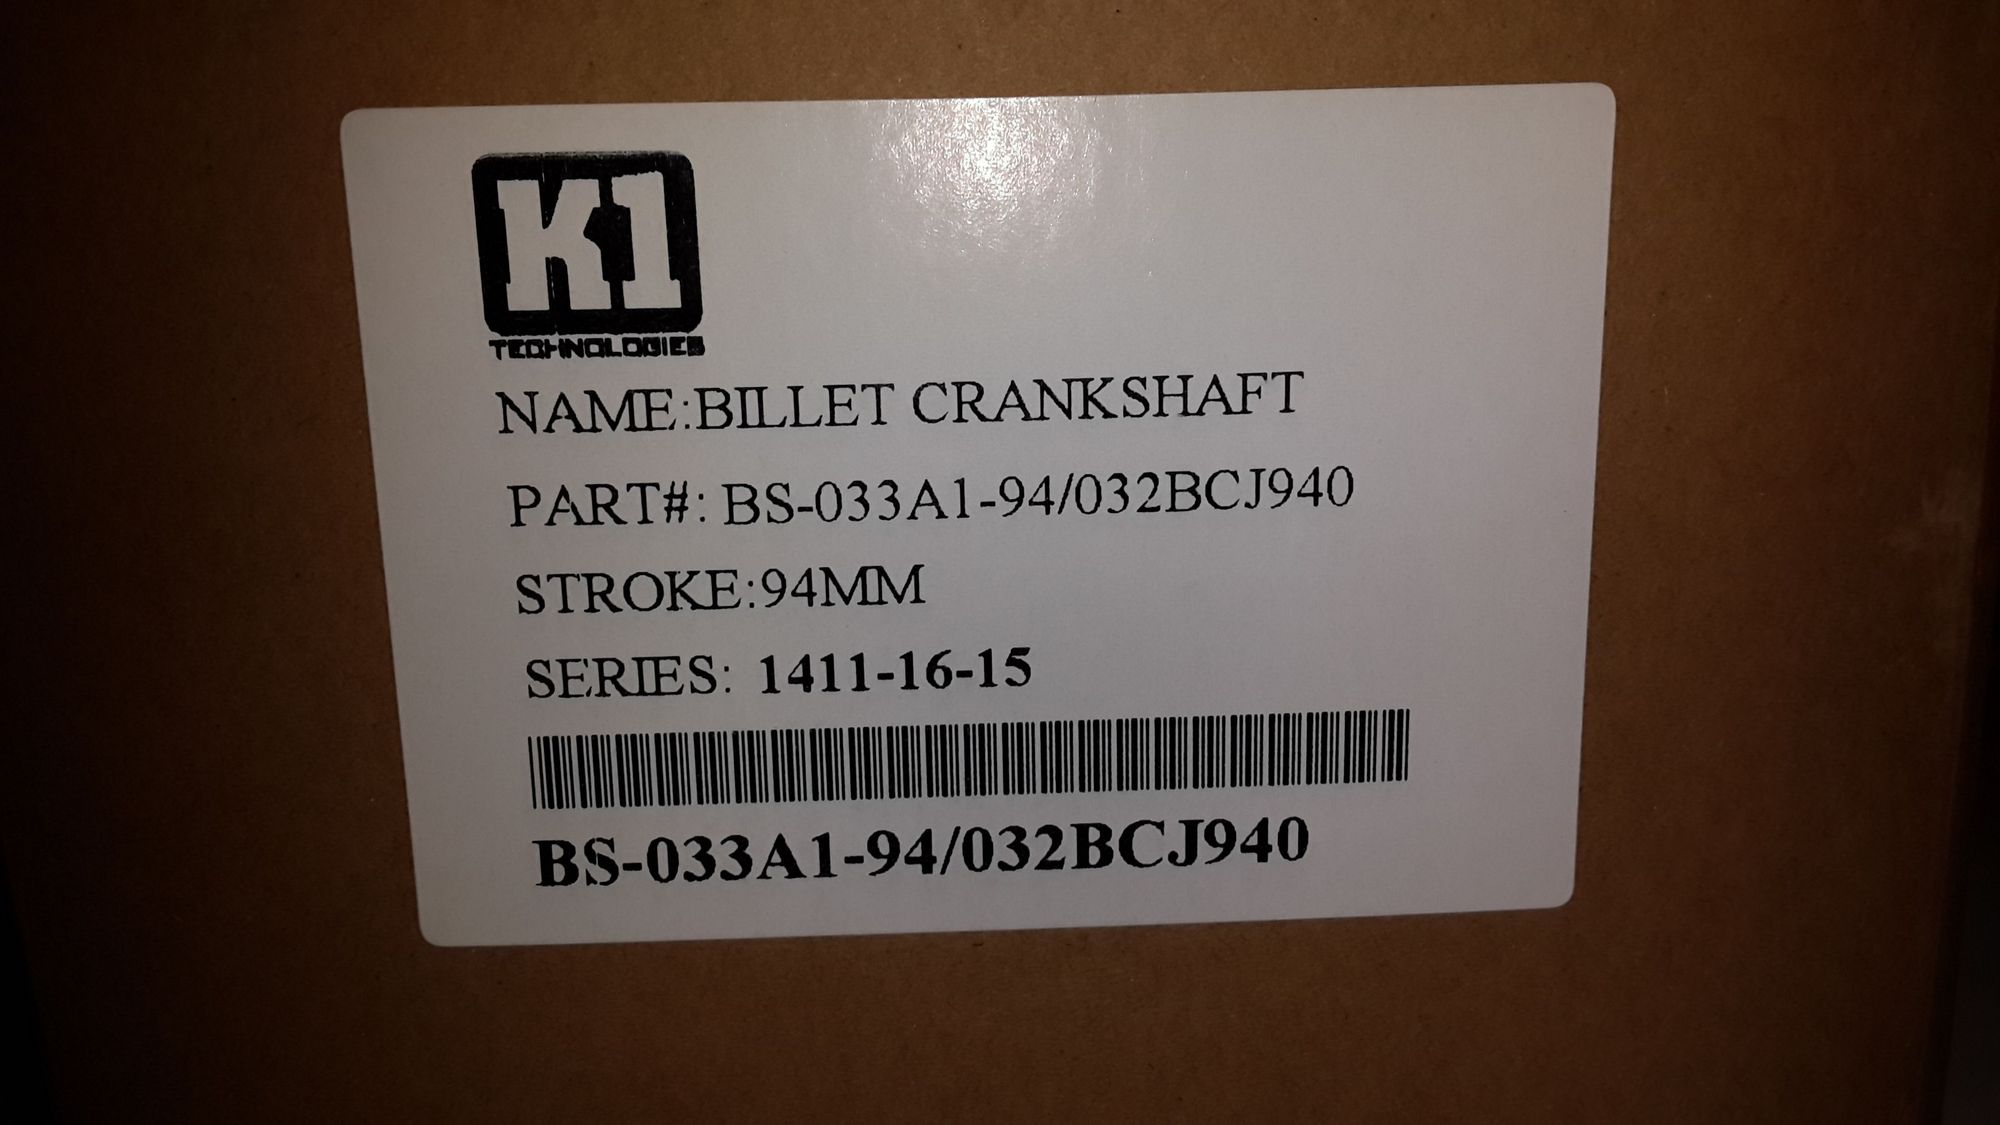 K1
TECHNOLOGIES
NAME:BILLET CRANKSHAFT
PART#: BS-033A1-94/032BCJ940
STROKE:94MM
SERIES: 1411-16-15
BS-033A1-94/032BCJ940